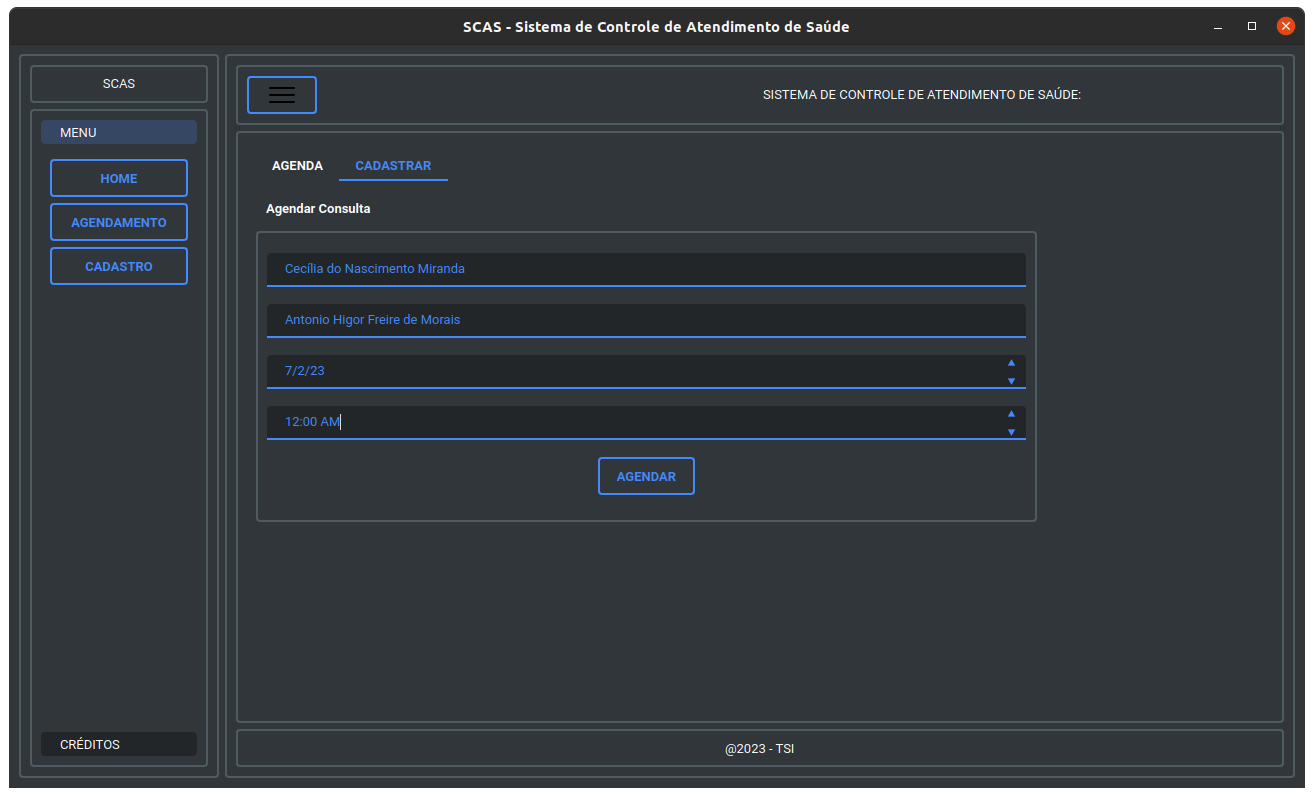 SCAS - Sistema de Controle de Atendimento de Saúde
SCAS
MENU
HOME
AGENDAMENTO
CADASTRO
CRÉDITOS
SISTEMA DE CONTROLE DE ATENDIMENTO DE SAÚDE:
AGENDA CADASTRAR
Agendar Consulta
Cecília do Nascimento Miranda
Antonio Higor Freire de Morais
7/2/23
12:00 AM
AGENDAR
@2023 - TSI